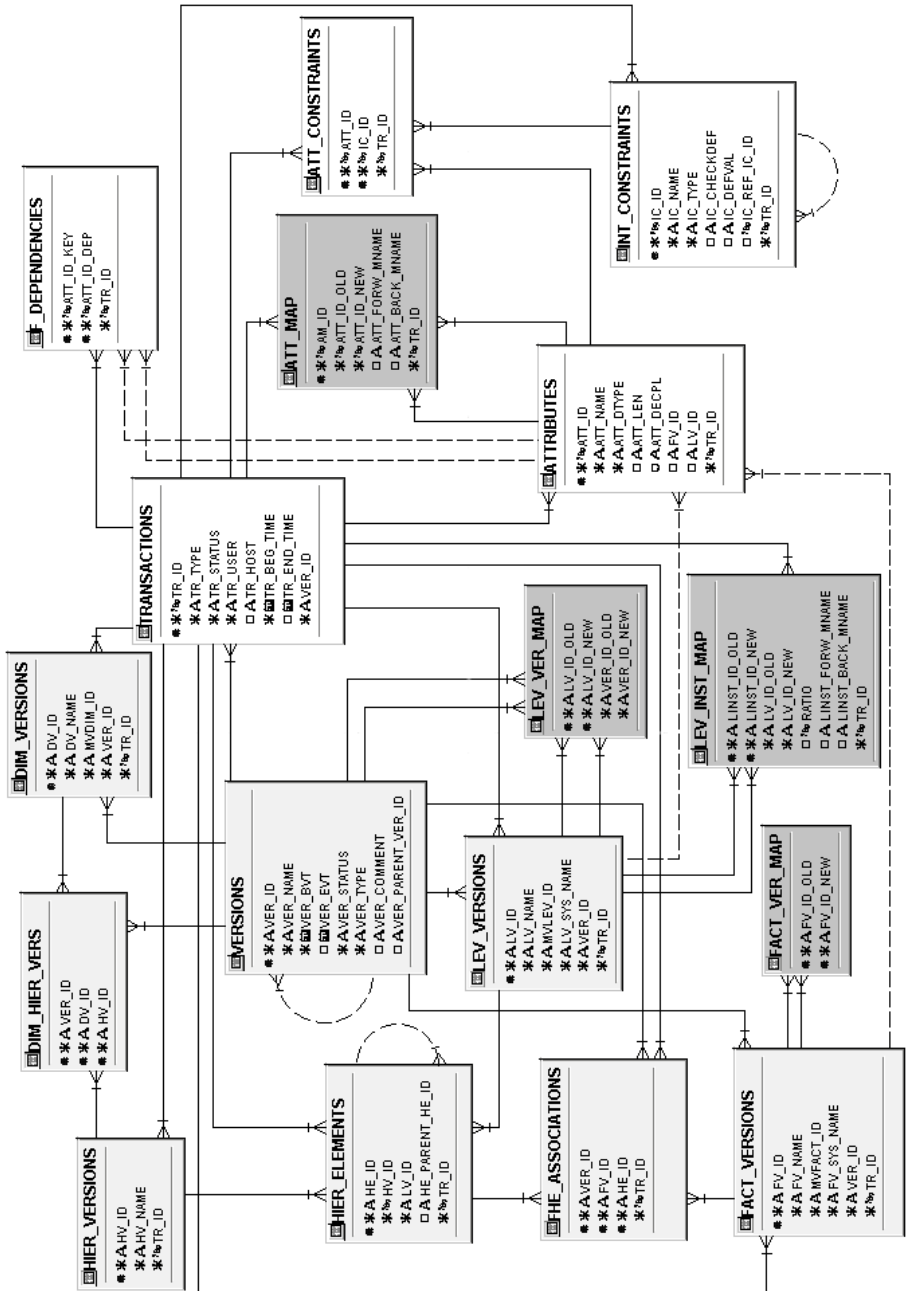 FACT_VERSIONS
FV_ID
FV_NAME
MVFACT_ID
FV_SYS_NAME
VER_ID
TR_ID
FHE_ASSOCIATIONS
VER_ID
FV_ID
HE_ID
TR_ID
HIER_ELEMENTS
HE_ID
HV_ID
LV_ID
HE_PARENT_HE_ID
TR_ID
HIER_VERSIONS
HV_ID
HV_NAME
TR_ID
DIM_HIER_VERS
VER_ID
DV_ID
HV_ID
FACT_VER_MAP
FV_ID_OLD
FV_ID_NEW
LEV_VERSIONS
LV_ID
LV_NAME
MVLEV_ID
LV_SYS_NAME
VER_ID
TR_ID
VERSIONS
VER_ID
VER_NAME
VER_BVT
VER_EVT
VER_STATUS
VER_TYPE
VER_COMMENT
VER_PARENT_VER_ID
DIM_VERSIONS
DV_ID
DV_NAME
MVDIM_ID
VER_ID
TR_ID
LEV_INST_MAP
LINST_ID_OLD
LINST_ID_NEW
LV_ID_OLD
LV_ID_NEW
RATIO
LINST_FORW_MNAME
LINST_BACK_MNAME
TR_ID
LEV_VER_MAP
LV_ID_OLD
LV_ID_NEW
VER_ID_OLD
VER_ID_NEW
TRANSACTIONS
TR_ID
TR_TYPE
TR_STATUS
TR_USER
TR_HOST
TR_BEG_TIME
TR_END_TIME
VER_ID
ATTRIBUTES
ATT_ID
ATT_NAME
ATT_DTYPE
ATT_LEN
ATT_DECPL
FV_ID
LV_ID
TR_ID
ATT_MAP
AM_ID
ATT_ID_OLD
ATT_ID_NEW
ATT_FORW_MNAME
ATT_BACK_MNAME
TR_ID
F_DEPENDENCIES
ATT_ID_KEY
ATT_ID_DEP
TR_ID
INT_CONSTRAINTS
IC_ID
IC_NAME
IC_TYPE
IC_CHECKDEF
IC_DEFVAL
IC_REF_IC_ID
TR_ID
ATT_CONSTRAINTS
ATT_ID
IC_ID
TR_ID